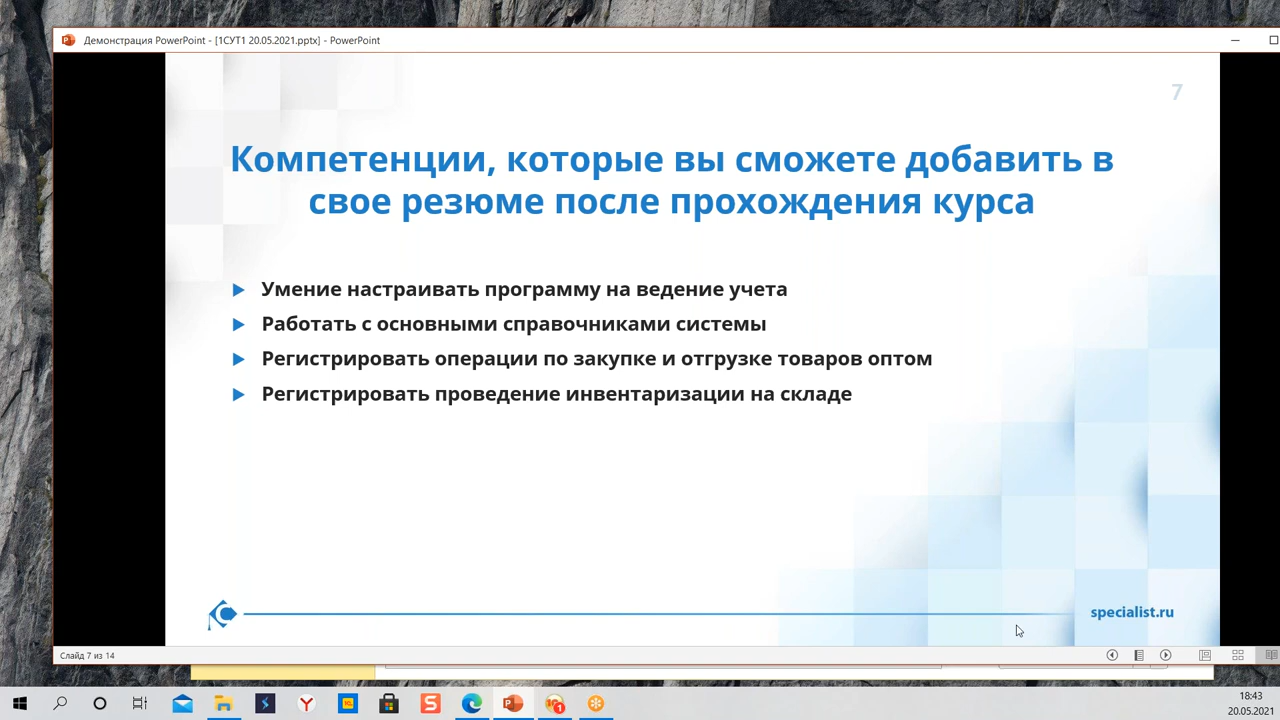 Демонстрация PowerPoint - [1СУТ1 20.05.2021.pptx] - PowerPoint
7
Компетенции, которые вы сможете добавить в
свое резюме после прохождения курса
Умение настраивать программу на ведение учета
Работать с основными справочниками системы
Регистрировать операции по закупке и отгрузке товаров оптом
Регистрировать проведение инвентаризации на складе
specialist.ru
Слайд 7 из 14
18:43
20.05.2021